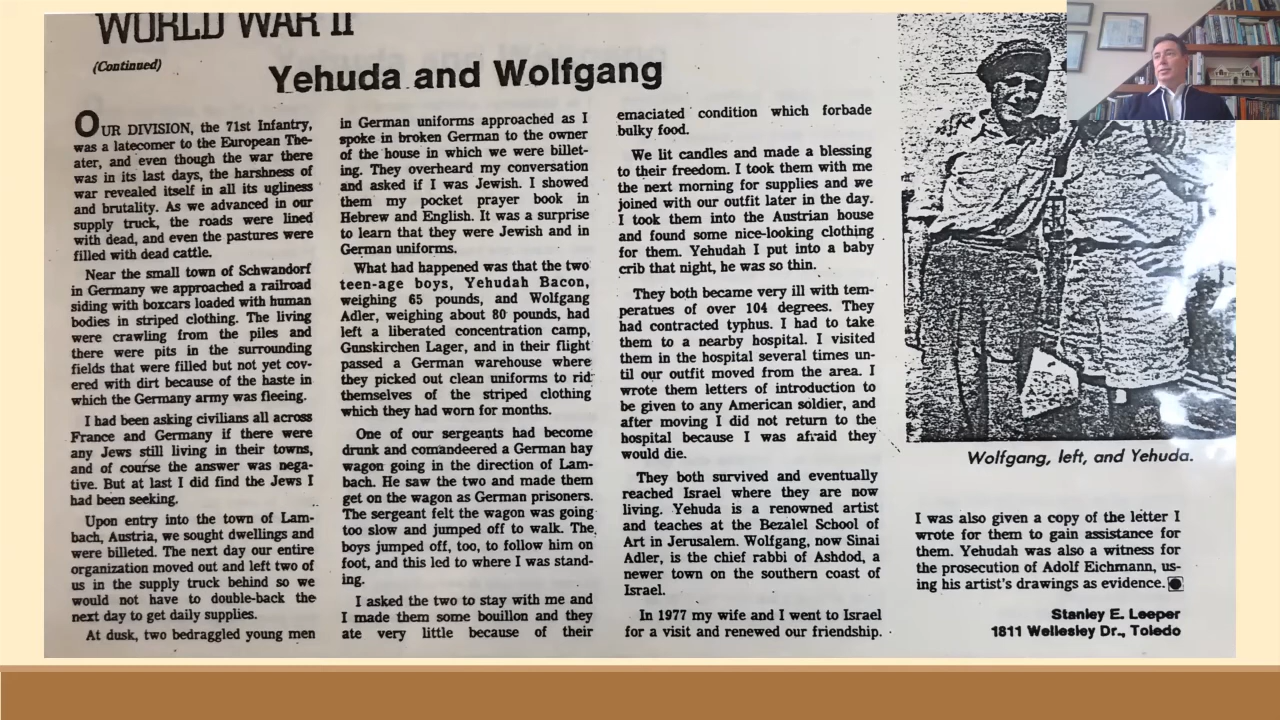 WORLD WAR II
(Continued)
Yehuda and Wolfgang
OUR DIVISION, the 71st Infantry,
was a latecomer to the European The-
ater, and even though the war there
was in its last days, the harshness of
war revealed itself in all its ugliness
and brutality. As we advanced in our
supply truck, the roads were lined
with dead, and even the pastures were
filled with dead cattle.
Near the small town of Schwandorf
in Germany we approached a railroad
siding with boxcars loaded with human
bodies in striped clothing. The living
were crawling from the piles and
there were pits in the surrounding
fields that were filled but not yet cov-
ered with dirt because of the haste in
which the Germany army was fleeing.
I had been asking civilians all across
France and Germany if there were
any Jews still living in their towns,
and of course the answer was nega-
tive. But at last I did find the Jews I
had been seeking.
Upon entry into the town of Lam-
bach, Austria, we sought dwellings and
were billeted. The next day our entire
organization moved out and left two of
us in the supply truck behind so we
would not have to double-back the
next day to get daily supplies.
At dusk, two bedraggled young men
in German uniforms approached as I
spoke in broken German to the owner
of the house in which we were billet-
ing. They overheard my conversation
and asked if I was Jewish. I showed
them my pocket prayer book in
Hebrew and English. It was a surprise
to learn that they were Jewish and in
German uniforms.
What had happened was that the two
teen-age boys, Yehudah Bacon,
weighing 65 pounds, and Wolfgang
Adler, weighing about 80 pounds, had
left a liberated concentration camp,
Gunskirchen Lager, and in their flight
passed a German warehouse where
they picked out clean uniforms to rid
themselves of the striped clothing
which they had worn for months.
One of our sergeants had become
drunk and comandeered a German hay
wagon going in the direction of Lam-
bach. He saw the two and made them
get on the wagon as German prisoners.
The sergeant felt the wagon was going
too slow and jumped off to walk. The
boys jumped off, too, to follow him on
foot, and this led to where I was stand-
ing.
I asked the two to stay with me and
I made them some bouillon and they
ate very little because of their
emaciated condition which forbade
bulky food.
We lit candles and made a blessing
to their freedom. I took them with me
the next morning for supplies and we
joined with our outfit later in the day.
I took them into the Austrian house
and found some nice-looking clothing
for them. Yehudah I put into a baby
crib that night, he was so thin.
They both became very ill with tem-
peratues of over 104 degrees. They
had contracted typhus. I had to take
them to a nearby hospital. I visited
them in the hospital several times un-
til our outfit moved from the area. I
wrote them letters of introduction to
be given to any American soldier, and
after moving I did not return to the
hospital because I was afraid they
would die.
They both survived and eventually
reached Israel where they are now
living. Yehuda is a renowned artist
and teaches at the Bezalel School of
Art in Jerusalem. Wolfgang, now Sinai
Adler, is the chief rabbi of Ashdod, a
newer town on the southern coast of
Israel.
In 1977 my wife and I went to Israel
for a visit and renewed our friendship.
Wolfgang, left, and Yehuda.
I was also given a copy of the letter I
wrote for them to gain assistance for
them. Yehudah was also a witness for
the prosecution of Adolf Eichmann, us-
ing his artist's drawings as evidence.
Stanley E. Leeper
1811 Wellesley Dr., Toledo